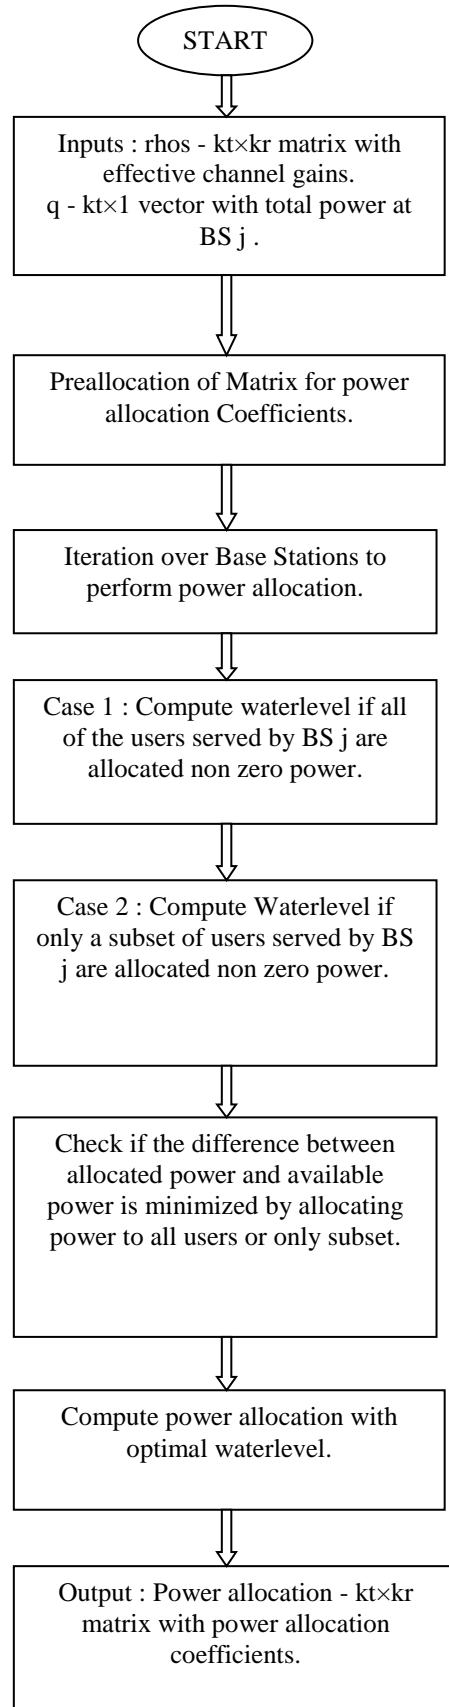 START
Inputs : rhos - kt×kr matrix with
effective channel gains.
q - kt×1 vector with total power at
BS j .
Preallocation of Matrix for power
allocation Coefficients.
Iteration over Base Stations to
perform power allocation.
Case 1 : Compute waterlevel if all
of the users served by BS j are
allocated non zero power.
Case 2 : Compute Waterlevel if
only a subset of users served by BS
j are allocated non zero power.
Check if the difference between
allocated power and available
power is minimized by allocating
power to all users or only subset.
Compute power allocation with
optimal waterlevel.
Output : Power allocation - kt×kr
matrix with power allocation
coefficients.